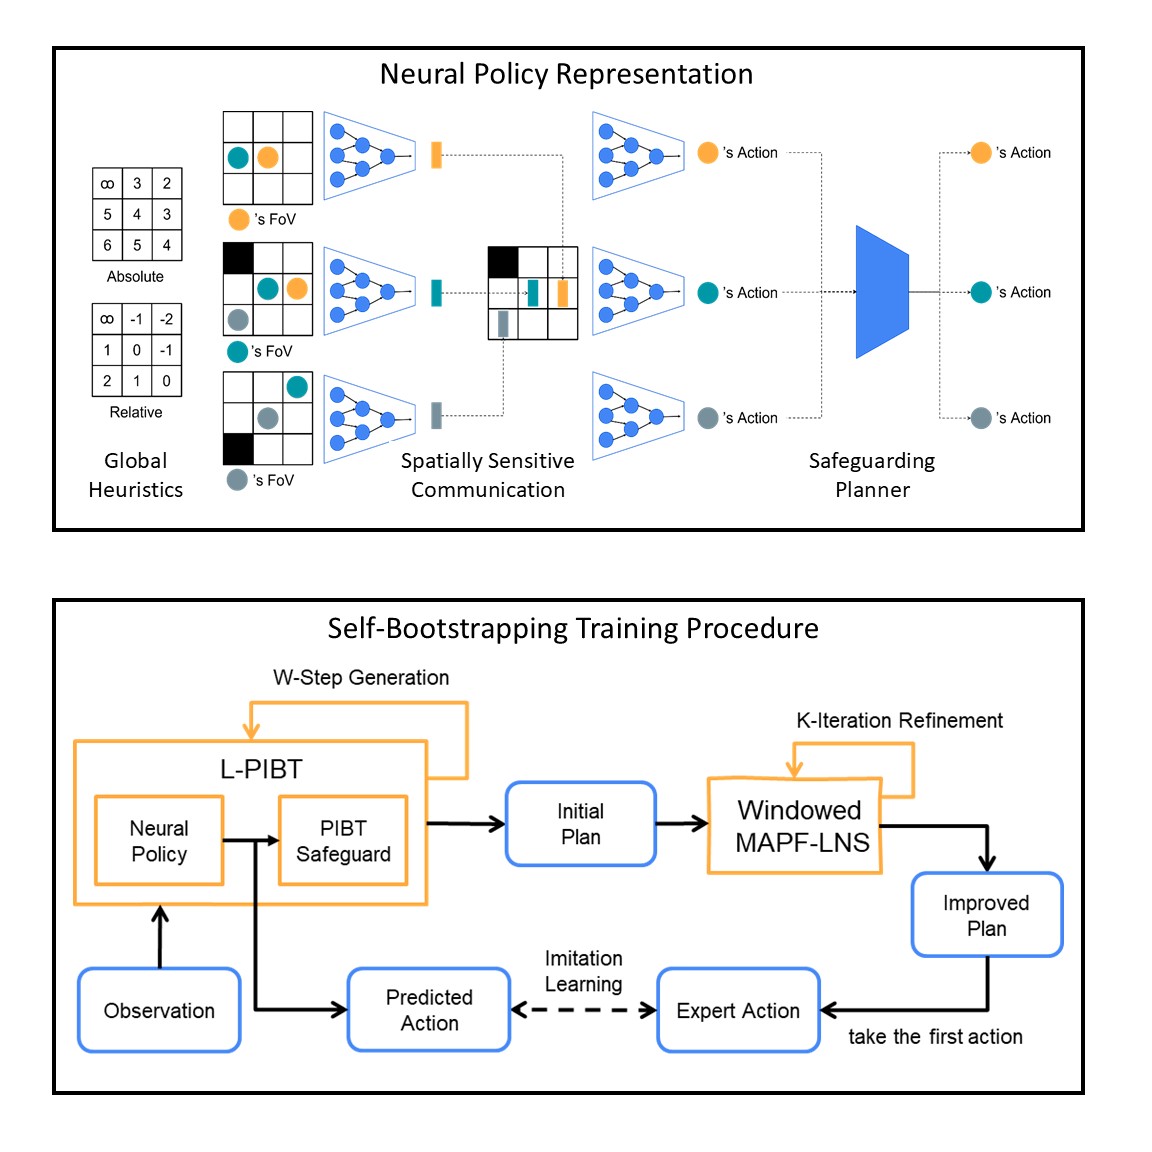 Neural Policy Representation
∞ 3 2
5 4 3
6 5 4
Absolute
∞ -1 -2
1 0 -1
2 1 0
Relative
Global
Heuristics
's FoV
's FoV
's FoV
Spatially Sensitive
Communication
's Action
's Action
's Action
Safeguarding
Planner
's Action
's Action
's Action
Self-Bootstrapping Training Procedure
W-Step Generation
L-PIBT
Neural
Policy
PIBT
Safeguard
Initial
Plan
K-Iteration Refinement
Windowed
MAPF-LNS
Improved
Plan
Observation
Predicted
Action
Imitation
Learning
Expert Action
take the first action